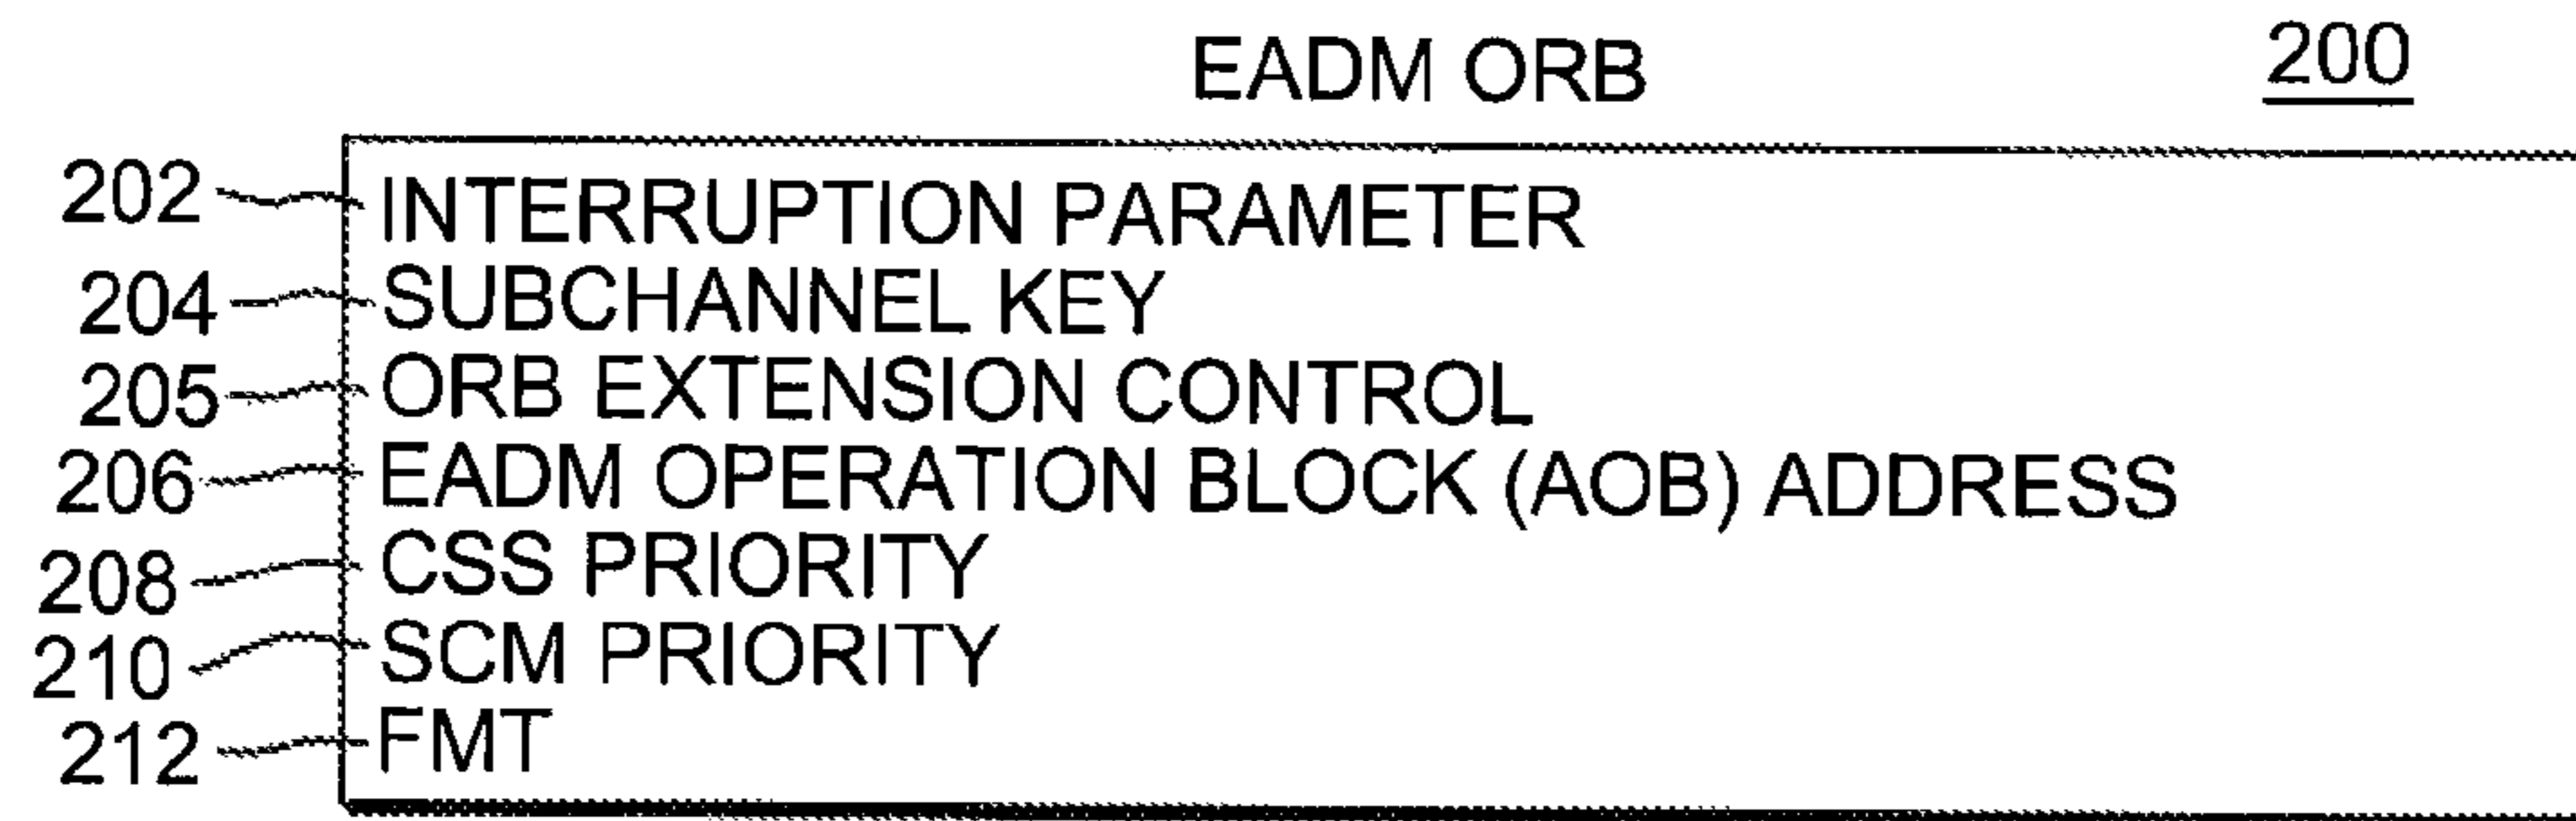 EADM ORB 200
202 INTERRUPTION PARAMETER
204 SUBCHANNEL KEY
205 ORB EXTENSION CONTROL
206 EADM OPERATION BLOCK (AOB) ADDRESS
208 CSS PRIORITY
210 SCM PRIORITY
212 FMT